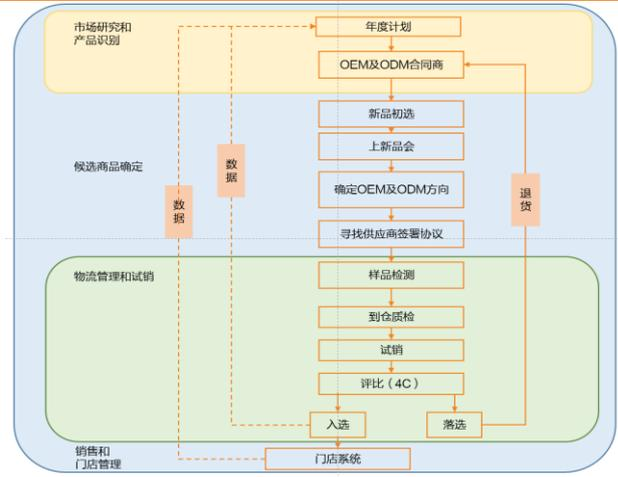 市场研究和
产品识别
年度计划
OEM及ODM合同商
新品初选
上新品会
候选商品确定
数
据
数
据
退
货
确定OEM及ODM方向
寻找供应商签署协议
物流管理和试销
样品检测
到仓质检
试销
评比（4C）
入选
落选
销售和
门店管理
门店系统